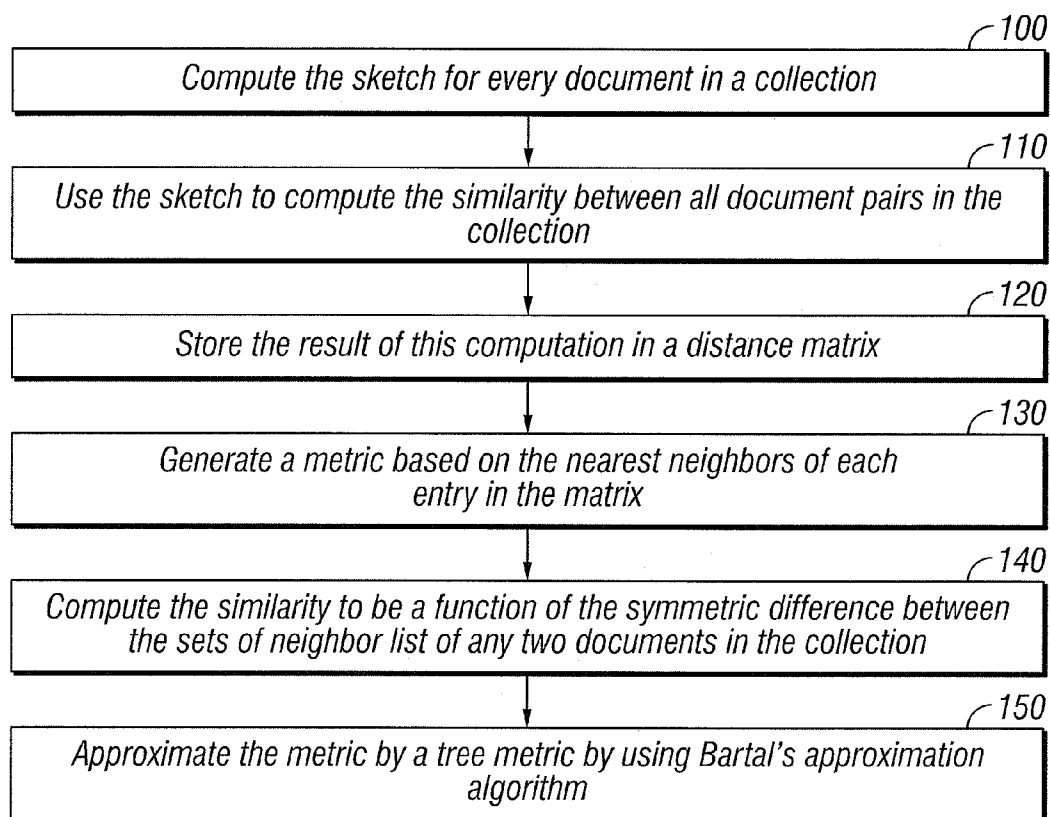 100
Compute the sketch for every document in a collection
110
Use the sketch to compute the similarity between all document pairs in the
collection
120
Store the result of this computation in a distance matrix
130
Generate a metric based on the nearest neighbors of each
entry in the matrix
140
Compute the similarity to be a function of the symmetric difference between
the sets of neighbor list of any two documents in the collection
150
Approximate the metric by a tree metric by using Bartal's approximation
algorithm